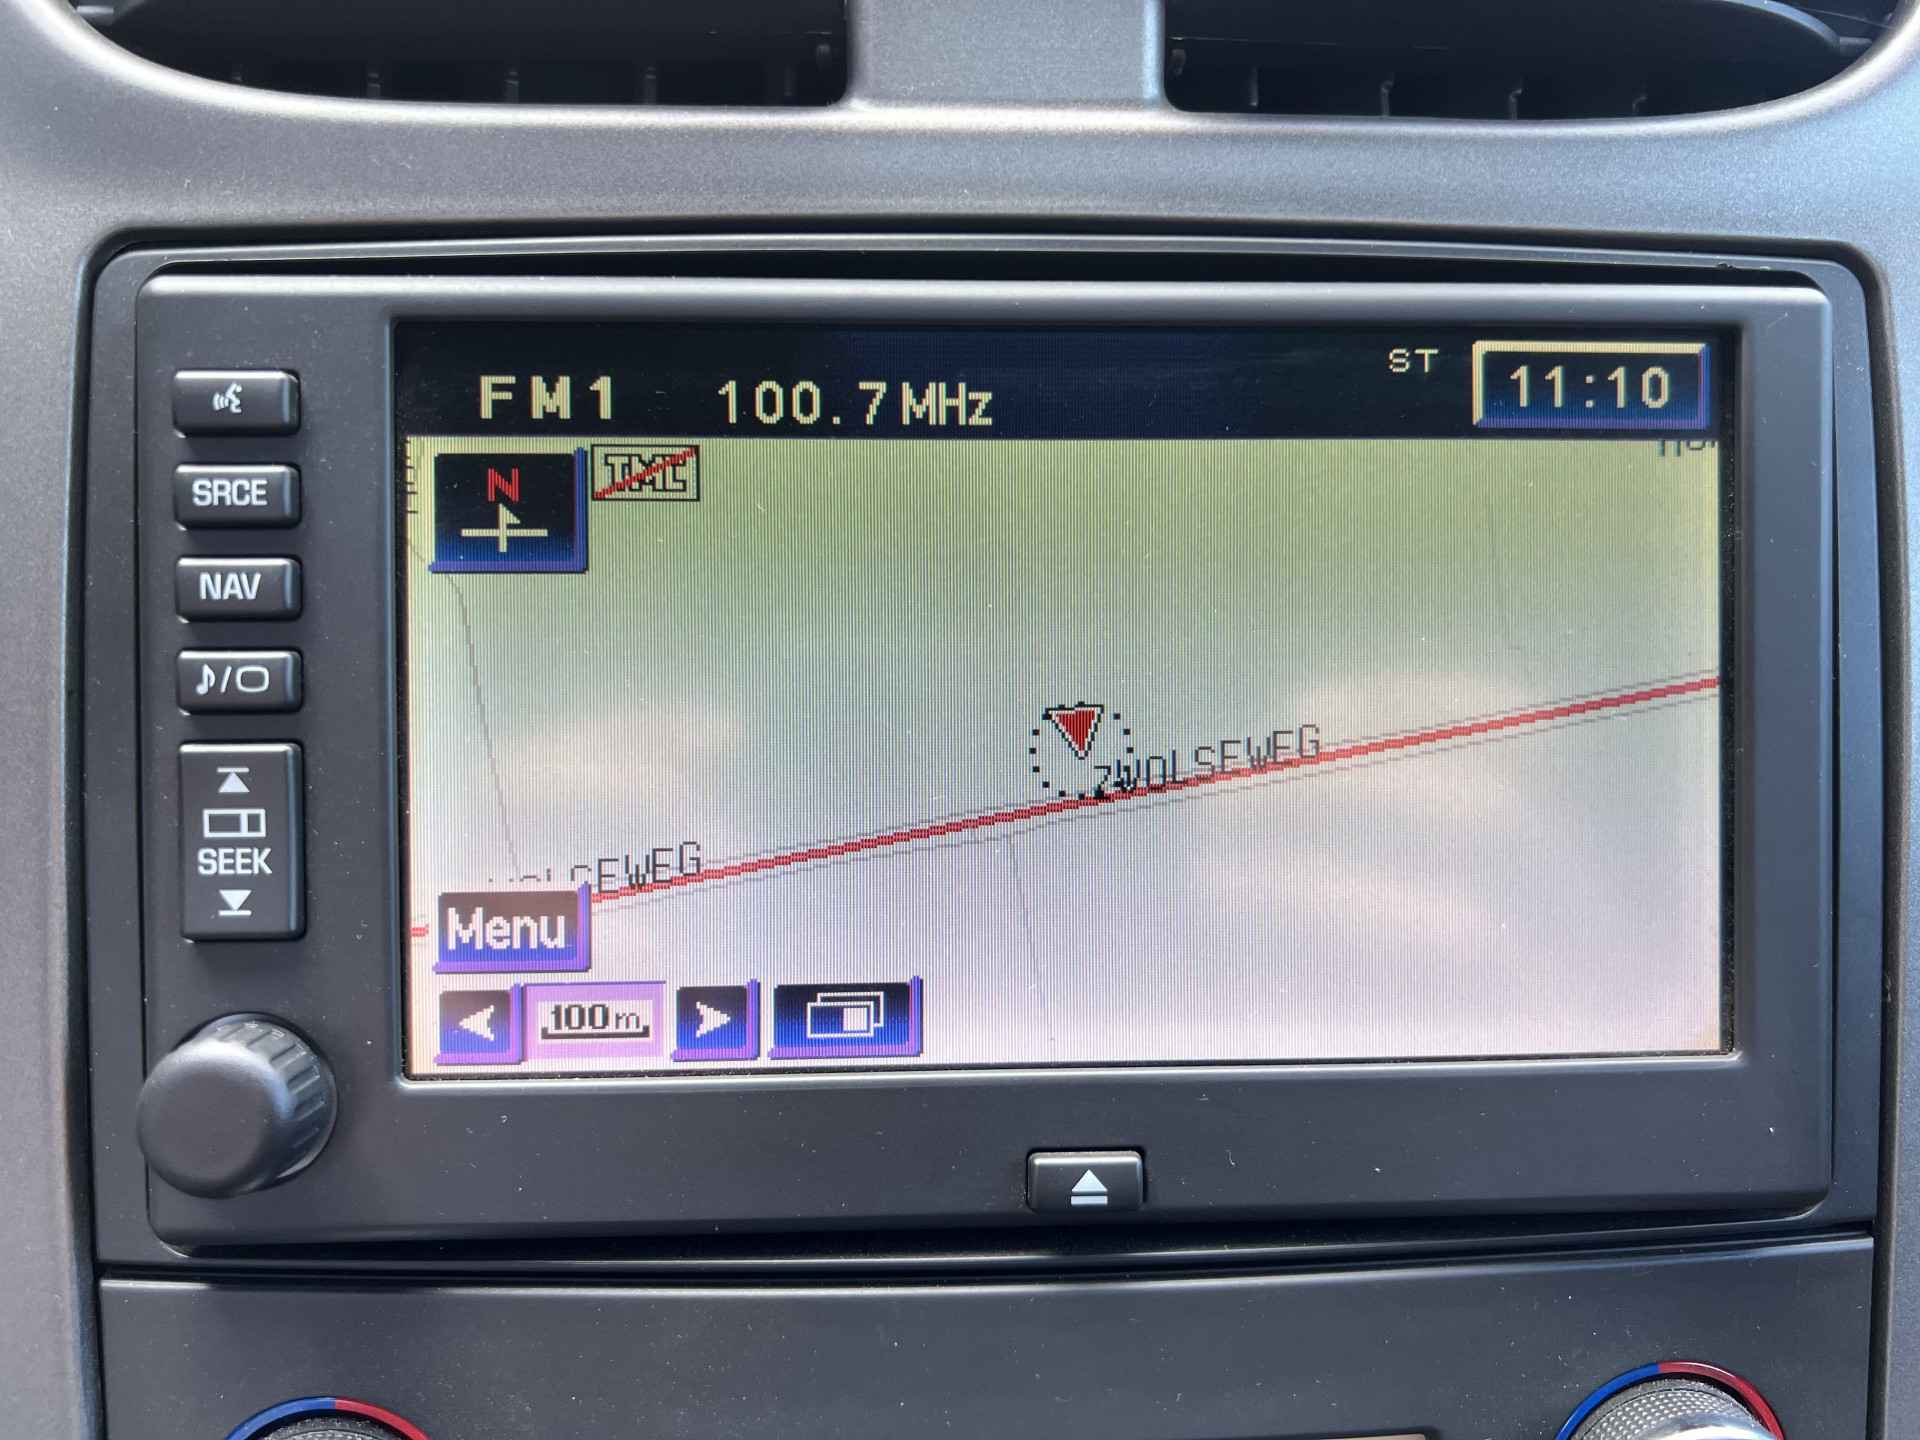 FM1 100.7MHz ST 11:10
N TMC
SRCE
NAV
ZWOLSEWEG
SEEK
Menu
100m